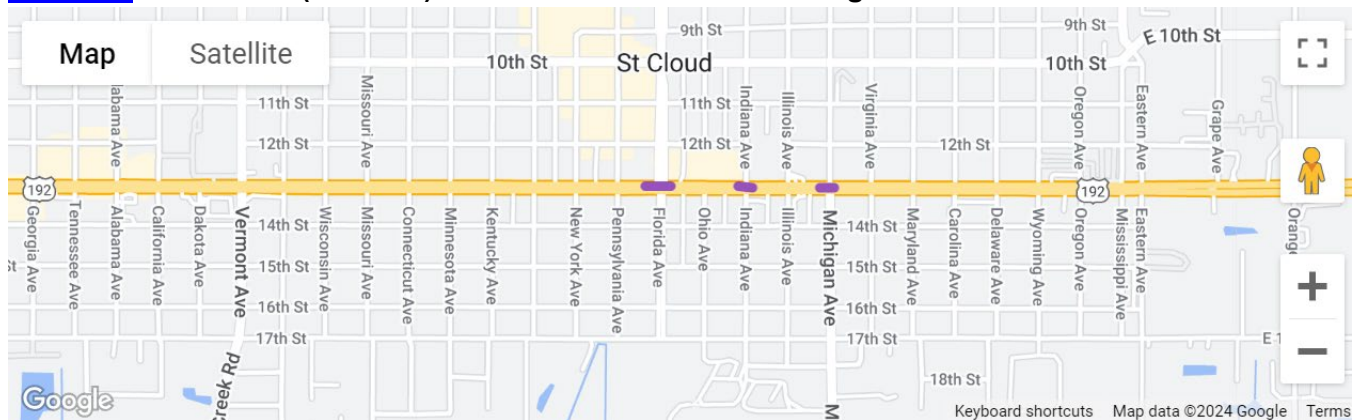 9th St
9th St
E 10th St
Map
Satellite
10th St
St Cloud
10th St
11th St
11th St
Missouri Ave
Indiana Ave
Illinois Ave
Virginia Ave
Oregon Ave
Eastern Ave
Grape Ave
labama Ave
12th St
12th St
12th St
192
192
Georgia Ave
Tennessee Ave
Alabama Ave
California Ave
Dakota Ave
Vermont Ave
Wisconsin Ave
Missouri Ave
Connecticut Ave
Minnesota Ave
Kentucky Ave
New York Ave
Pennsylvania Ave
Florida Ave
Ohio Ave
Indiana Ave
Illinois Ave
Michigan Ave
Maryland Ave
Carolina Ave
Delaware Ave
Wyoming Ave
Oregon Ave
Mississippi Ave
Eastern Ave
Orang
14th St
14th St
St
15th St
15th St
16th St
16th St
17th St
17th St
E 1
18th St
creek Rd
M
Google
Keyboard shortcuts Map data ©2024 Google Terms